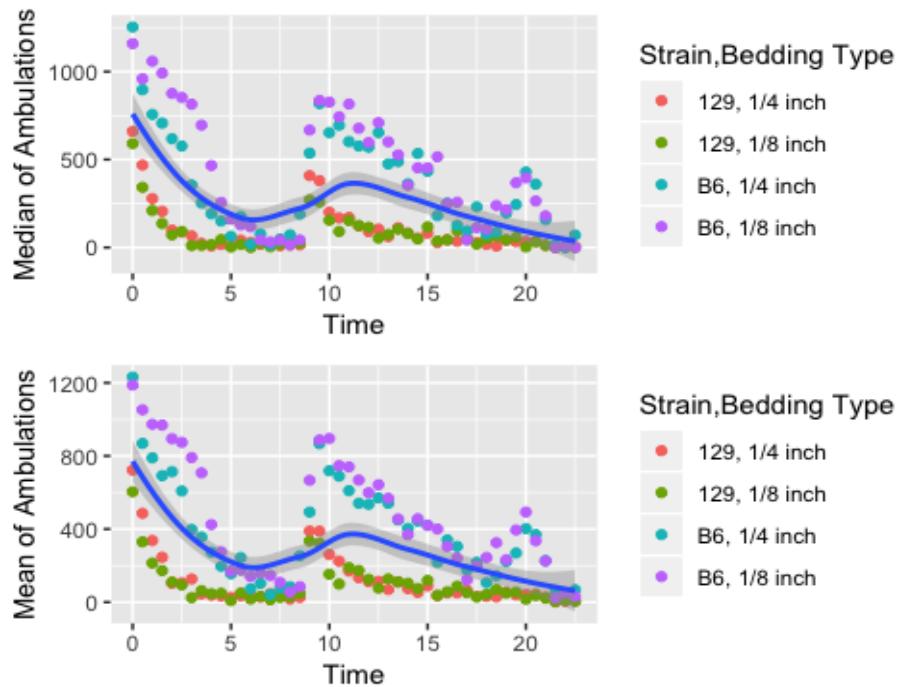 Median of Ambulations
1000
500
0
0
5
10
15
20
Time
Strain,Bedding Type
129, 1/4 inch
129, 1/8 inch
B6, 1/4 inch
B6, 1/8 inch
Mean of Ambulations
1200
800
400
0
0
5
10
15
20
Time
Strain,Bedding Type
129, 1/4 inch
129, 1/8 inch
B6, 1/4 inch
B6, 1/8 inch